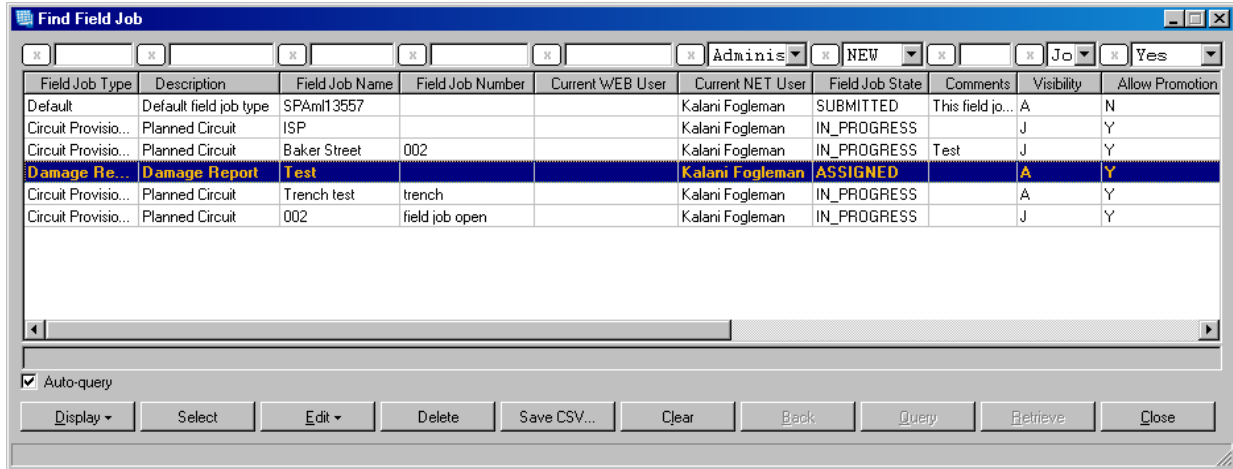 Find Field Job
x x x x x x Adminis x NEW x x Jo x Yes
Field Job Type Description Field Job Name Field Job Number Current WEB User Current NET User Field Job State Comments Visibility Allow Promotion
Default Default field job type SPAml13557 Kalani Fogleman SUBMITTED This field jo... A N
Circuit Provisio... Planned Circuit ISP Kalani Fogleman IN_PROGRESS J Y
Circuit Provisio... Planned Circuit Baker Street 002 Kalani Fogleman IN_PROGRESS Test J Y
Damage Re... Damage Report Test Kalani Fogleman ASSIGNED A Y
Circuit Provisio... Planned Circuit Trench test trench Kalani Fogleman IN_PROGRESS A Y
Circuit Provisio... Planned Circuit 002 field job open Kalani Fogleman IN_PROGRESS J Y
Auto-query
Display Select Edit Delete Save CSV... Clear Back Query Retrieve Close